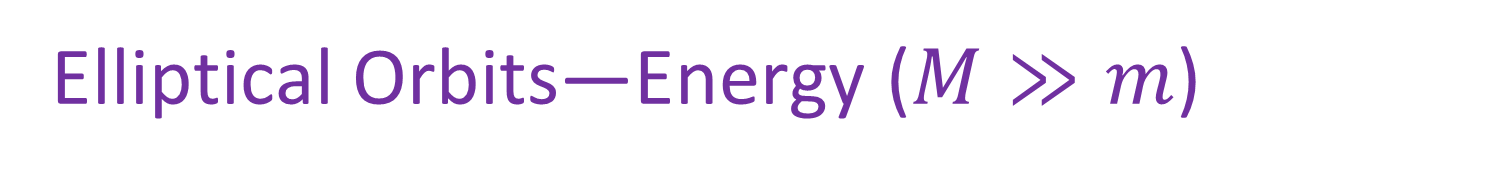 Elliptical Orbits—Energy (𝑀 ≫ 𝑚)